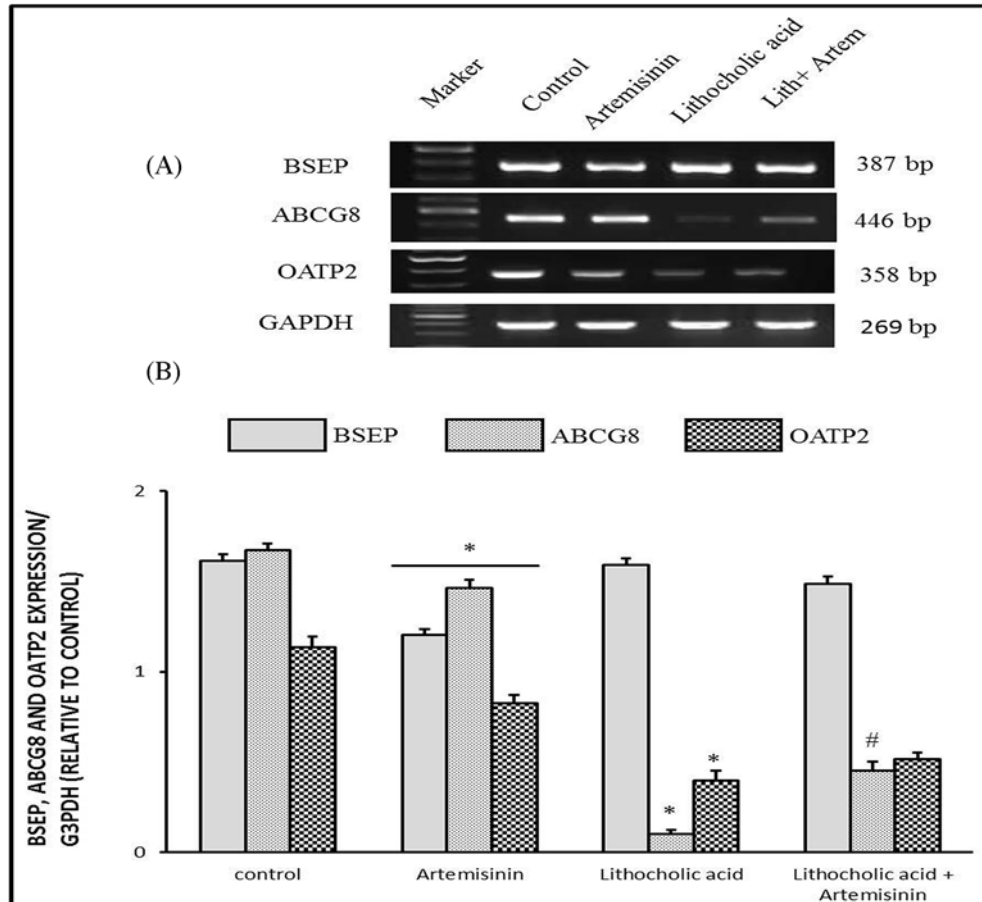 Marker Control Artemisinin Lithocholic acid Lith+ Artem
(A)
BSEP 387 bp
ABCG8 446 bp
OATP2 358 bp
GAPDH 269 bp
(B)
BSEP ABCG8 OATP2
BSEP, ABCG8 AND OATP2 EXPRESSION/
G3PDH (RELATIVE TO CONTROL)
2
1
0
*
*
*
#
control Artemisinin Lithocholic acid Lithocholic acid +
Artemisinin